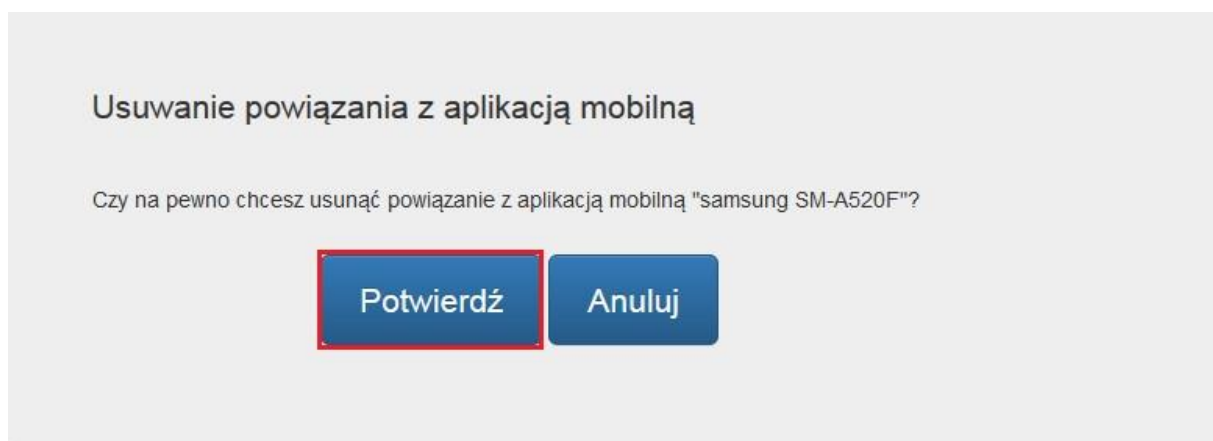 Usuwanie powiązania z aplikacją mobilną
Czy na pewno chcesz usunąć powiązanie z aplikacją mobilną "samsung SM-A520F"?
Potwierdź Anuluj